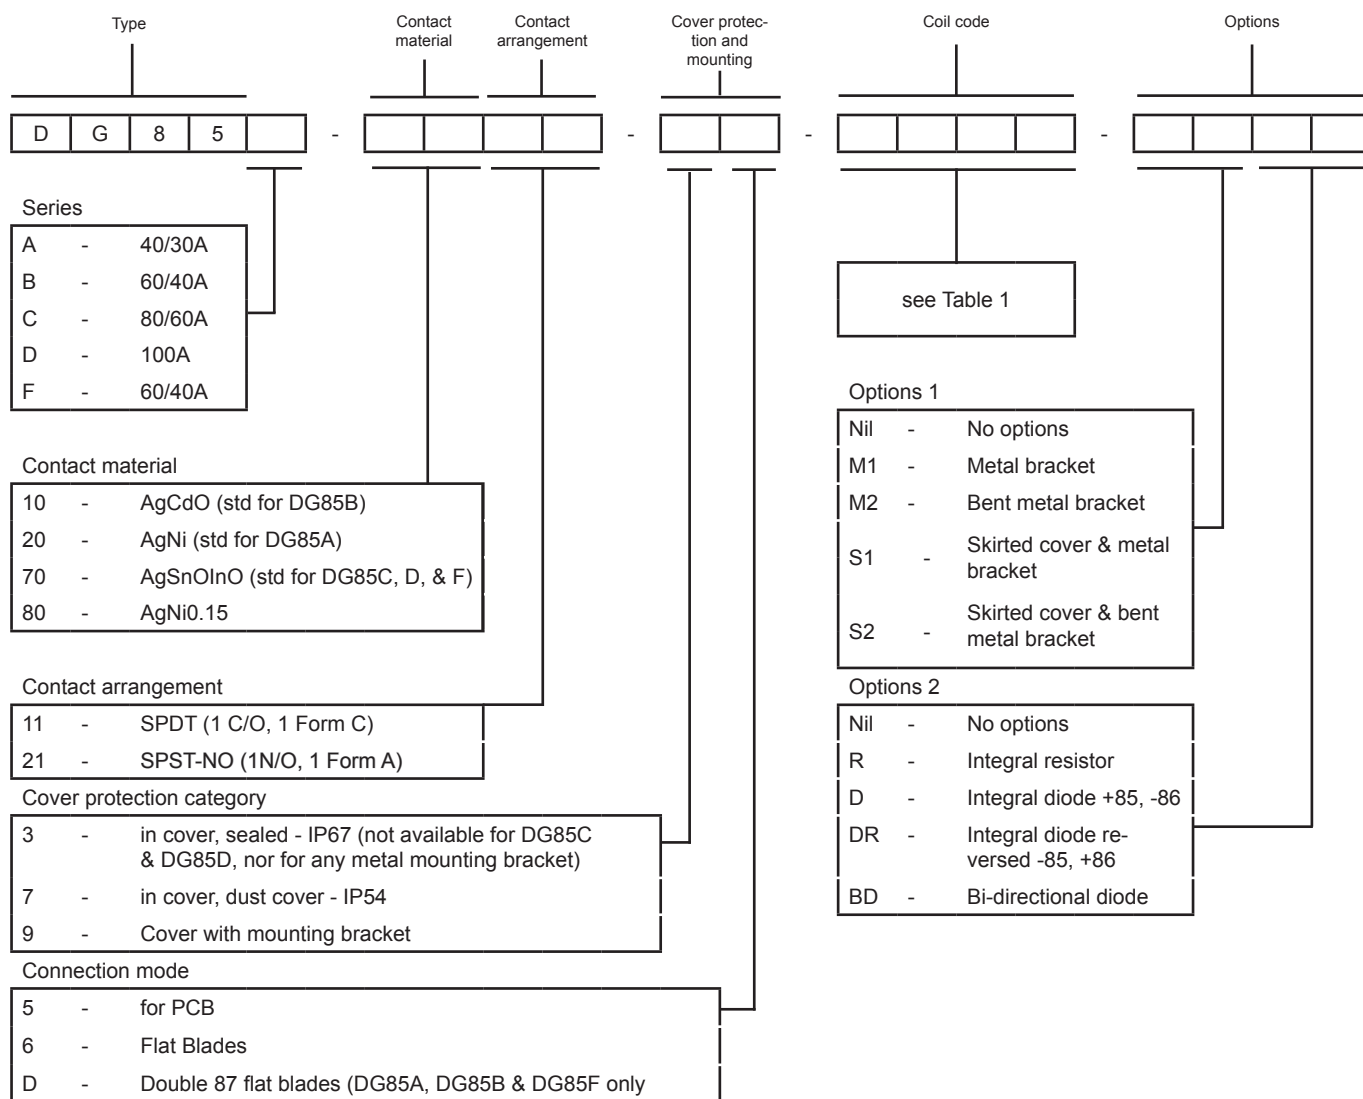 Type
Contact
material
Contact
arrangement
Cover protec-
tion and
mounting
Coil code
Options
D G 8 5 - - - -
Series
A - 40/30A
B - 60/40A
C - 80/60A
D - 100A
F - 60/40A
see Table 1
Contact material
10 - AgCdO (std for DG85B)
20 - AgNi (std for DG85A)
70 - AgSnOInO (std for DG85C, D, & F)
80 - AgNi0.15
Contact arrangement
11 - SPDT (1 C/O, 1 Form C)
21 - SPST-NO (1N/O, 1 Form A)
Cover protection category
3 - in cover, sealed - IP67 (not available for DG85C
& DG85D, nor for any metal mounting bracket)
7 - in cover, dust cover - IP54
9 - Cover with mounting bracket
Connection mode
5 - for PCB
6 - Flat Blades
D - Double 87 flat blades (DG85A, DG85B & DG85F only
Options 1
Nil - No options
M1 - Metal bracket
M2 - Bent metal bracket
S1 - Skirted cover & metal
bracket
S2 - Skirted cover & bent
metal bracket
Options 2
Nil - No options
R - Integral resistor
D - Integral diode +85, -86
DR - Integral diode re-
versed -85, +86
BD - Bi-directional diode